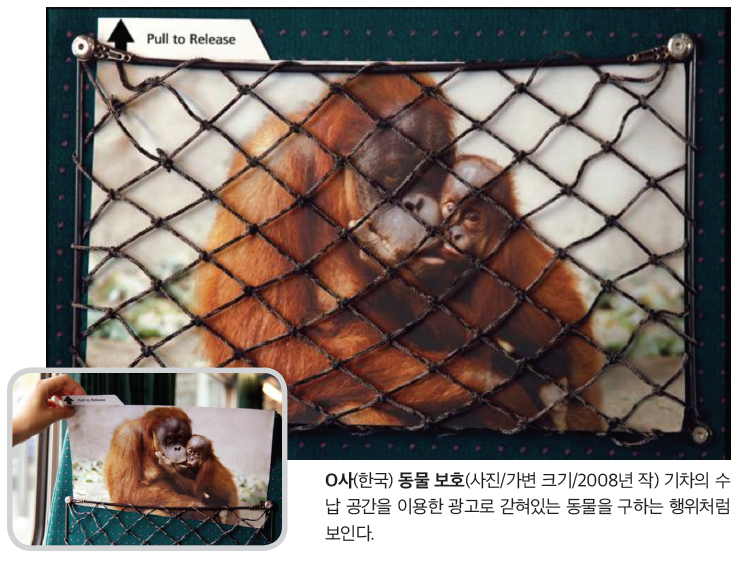 Pull to Release
Pull to Release
O사(한국) 동물 보호(사진/가변 크기/2008년 작) 기차의 수
납 공간을 이용한 광고로 갇혀있는 동물을 구하는 행위처럼
보인다.